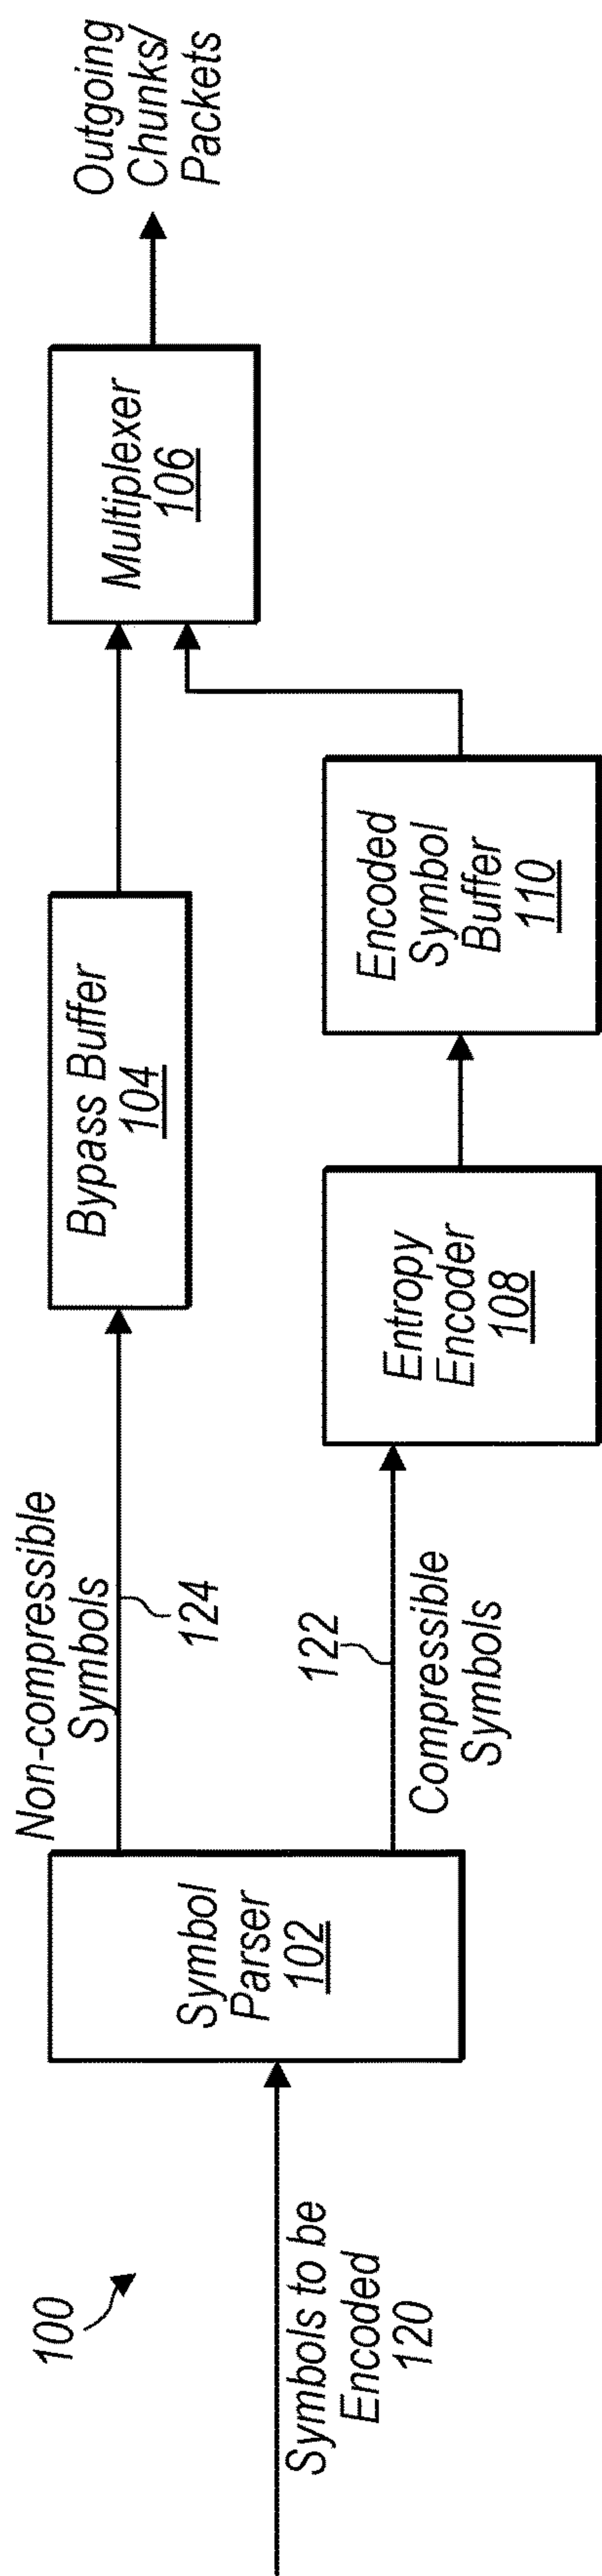 100
Symbols to be
Encoded
120
Symbol
Parser
102
Non-compressible
Symbols
124
122
Compressible
Symbols
Bypass Buffer
104
Entropy
Encoder
108
Encoded
Symbol
Buffer
110
Multiplexer
106
Outgoing
Chunks/
Packets